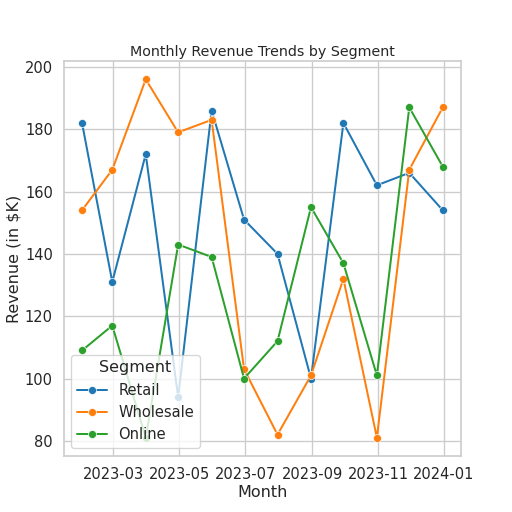 Monthly Revenue Trends by Segment
200
180
160
140
120
100
80
Revenue (in $K)
Segment
Retail
Wholesale
Online
2023-03 2023-05 2023-07 2023-09 2023-11 2024-01
Month